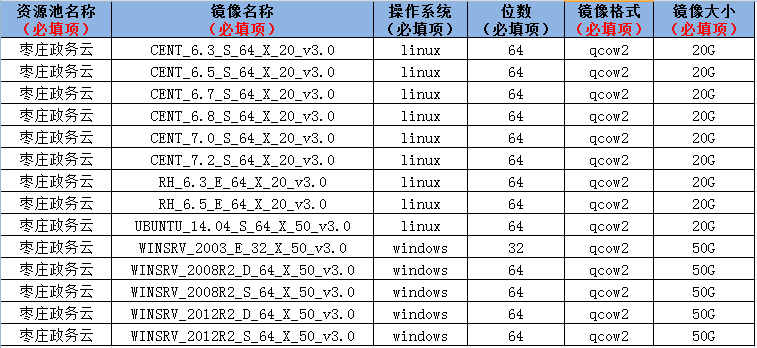 资源池名称 镜像名称 操作系统 位数 镜像格式 镜像大小
（必填项） （必填项） （必填项） （必填项） （必填项） （必填项）
枣庄政务云 CENT_6.3_S_64_X_20_v3.0 linux 64 qcow2 20G
枣庄政务云 CENT_6.5_S_64_X_20_v3.0 linux 64 qcow2 20G
枣庄政务云 CENT_6.7_S_64_X_20_v3.0 linux 64 qcow2 20G
枣庄政务云 CENT_6.8_S_64_X_20_v3.0 linux 64 qcow2 20G
枣庄政务云 CENT_7.0_S_64_X_20_v3.0 linux 64 qcow2 20G
枣庄政务云 CENT_7.2_S_64_X_20_v3.0 linux 64 qcow2 20G
枣庄政务云 RH_6.3_E_64_X_20_v3.0 linux 64 qcow2 20G
枣庄政务云 RH_6.5_E_64_X_20_v3.0 linux 64 qcow2 20G
枣庄政务云 UBUNTU_14.04_S_64_X_50_v3.0 linux 64 qcow2 20G
枣庄政务云 WINSRV_2003_E_32_X_50_v3.0 windows 32 qcow2 50G
枣庄政务云 WINSRV_2008R2_D_64_X_50_v3.0 windows 64 qcow2 50G
枣庄政务云 WINSRV_2008R2_S_64_X_50_v3.0 windows 64 qcow2 50G
枣庄政务云 WINSRV_2012R2_D_64_X_50_v3.0 windows 64 qcow2 50G
枣庄政务云 WINSRV_2012R2_S_64_X_50_v3.0 windows 64 qcow2 50G